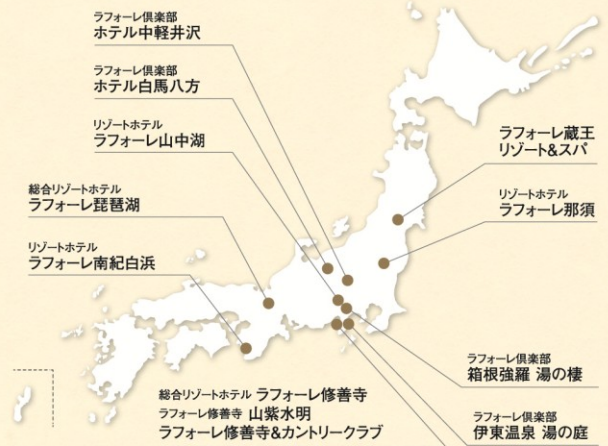 ラフォーレ倶楽部
ホテル中軽井沢
ラフォーレ倶楽部
ホテル白馬八方
リゾートホテル
ラフォーレ山中湖
総合リゾートホテル
ラフォーレ琵琶湖
リゾートホテル
ラフォーレ南紀白浜
ラフォーレ蔵王
リゾート&スパ
リゾートホテル
ラフォーレ那須
ラフォーレ倶楽部
箱根強羅 湯の棲
ラフォーレ倶楽部
伊東温泉 湯の庭
総合リゾートホテル ラフォーレ修善寺
ラフォーレ修善寺 山紫水明
ラフォーレ修善寺&カントリークラブ